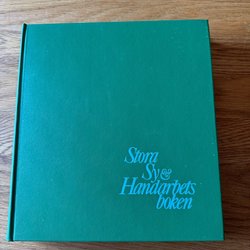 Stora
Sy &
Handarbets
boken